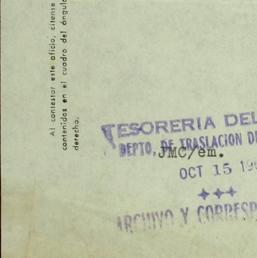 Al contestar este oficio, cítense
contenidos en el cuadro del ángulo
derecho.
TESORERIA DEL
DEPTO. DE TRASLACION DE
JMC/em.
OCT 15
ARCHIVO Y CORRESP